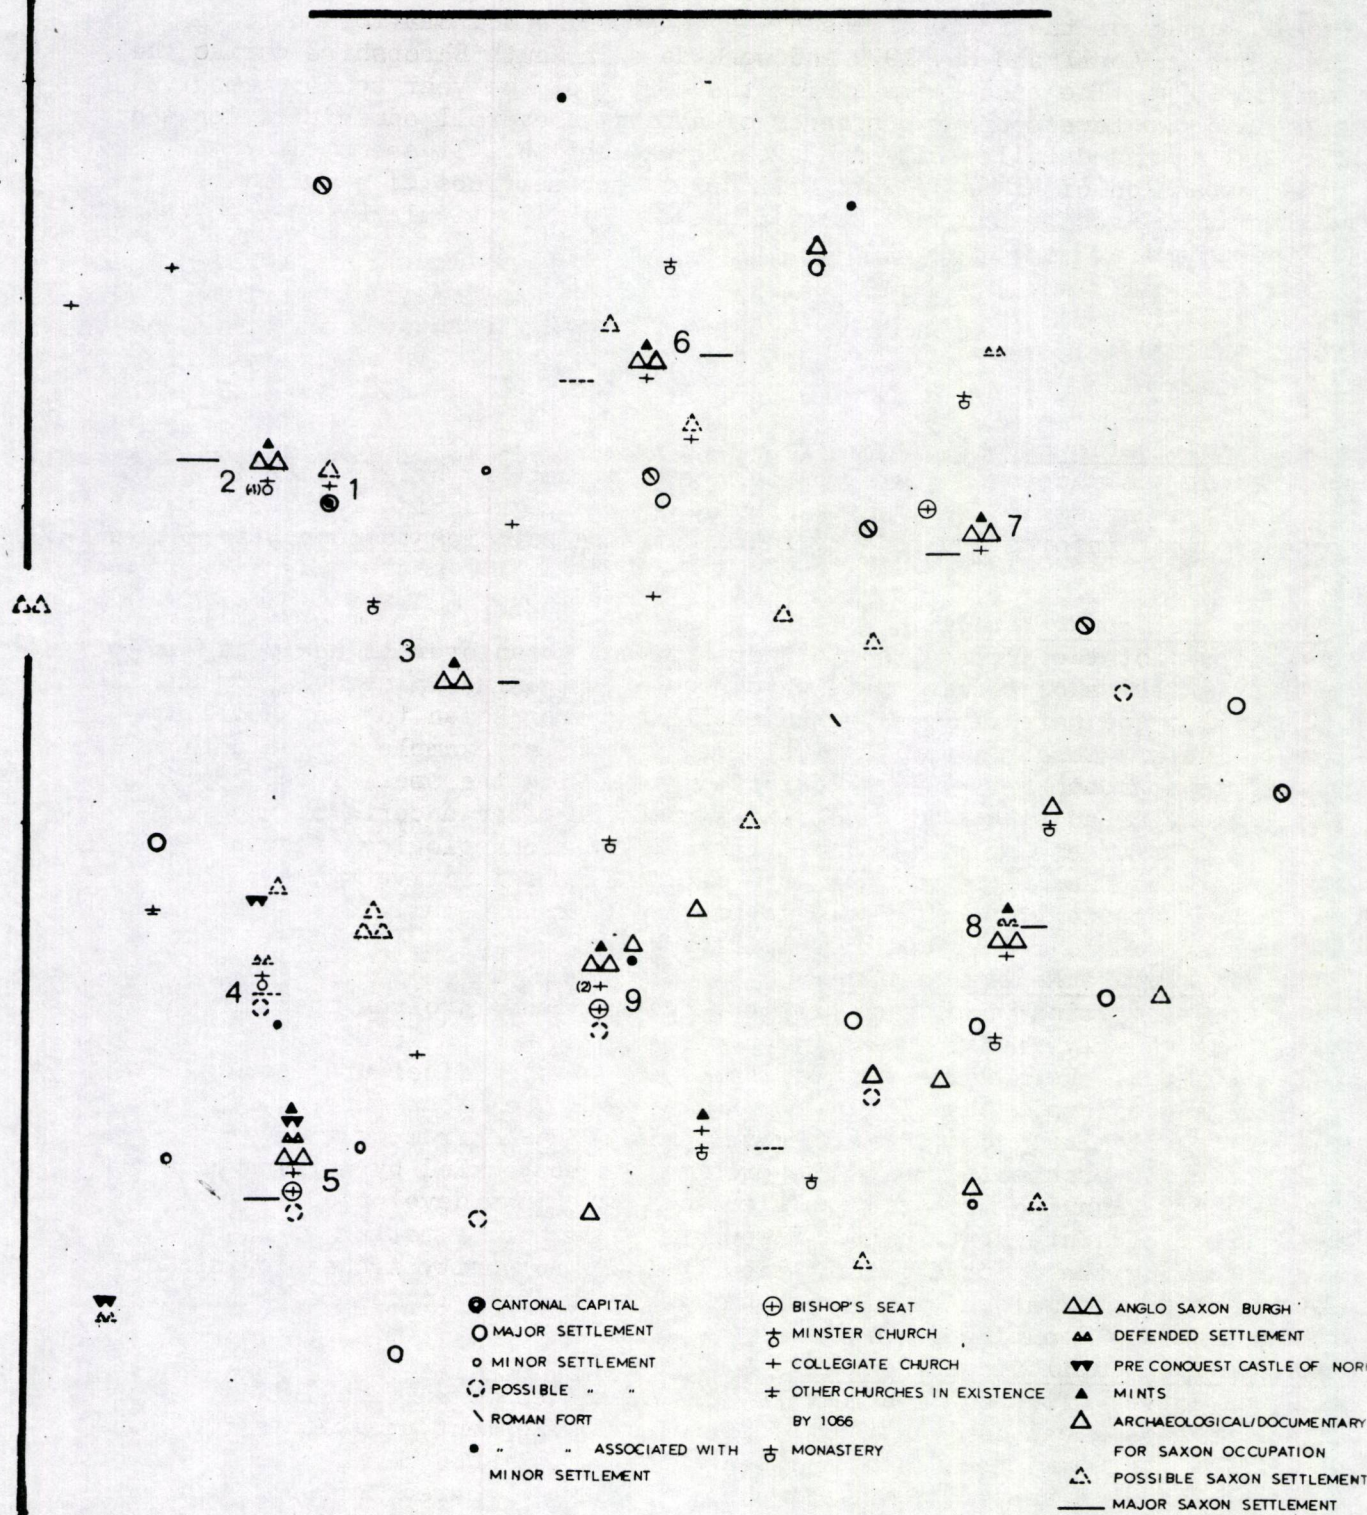 6
2 (4)
1
7
3
8
4
(2)
9
5
CANTONAL CAPITAL
MAJOR SETTLEMENT
MINOR SETTLEMENT
POSSIBLE " "
ROMAN FORT
" " ASSOCIATED WITH
MINOR SETTLEMENT
BISHOP'S SEAT
MINSTER CHURCH
COLLEGIATE CHURCH
OTHER CHURCHES IN EXISTENCE
BY 1066
MONASTERY
ANGLO SAXON BURGH
DEFENDED SETTLEMENT
PRE CONQUEST CASTLE OF NOR
MINTS
ARCHAEOLOGICAL/DOCUMENTARY
FOR SAXON OCCUPATION
POSSIBLE SAXON SETTLEMENT
MAJOR SAXON SETTLEMENT